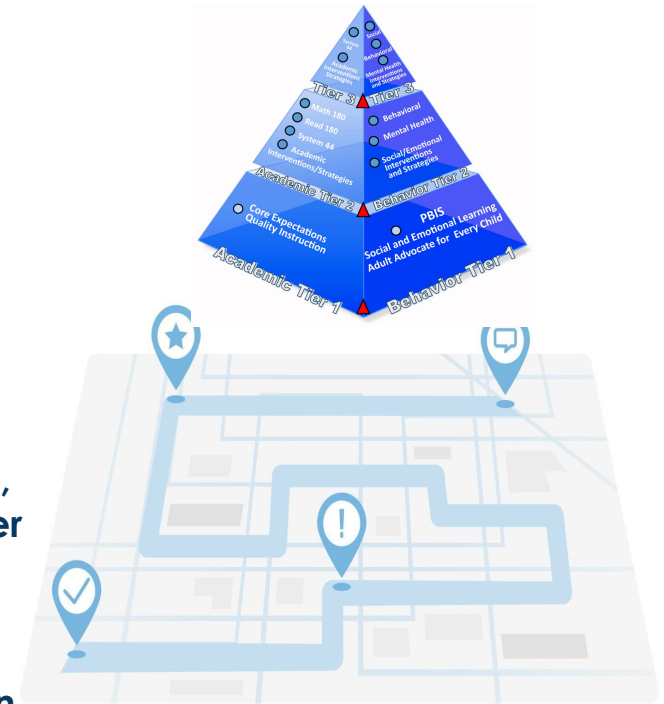 System
44
Academic
Interventions
Strategies
Social
Behavioral
Mental Health
Interventions
and Strategies
Tier 3
Tier 3
Math 180
Read 180
System 44
Academic
Interventions/Strategies
Behavioral
Mental Health
Social/Emotional
Interventions
and Strategies
Academic Tier 2
Behavior Tier 2
Core Expectations
Quality Instruction
PBIS
Social and Emotional Learning
Adult Advocate for Every Child
Academic Tier 1
Behavior Tier 1
!
,
er